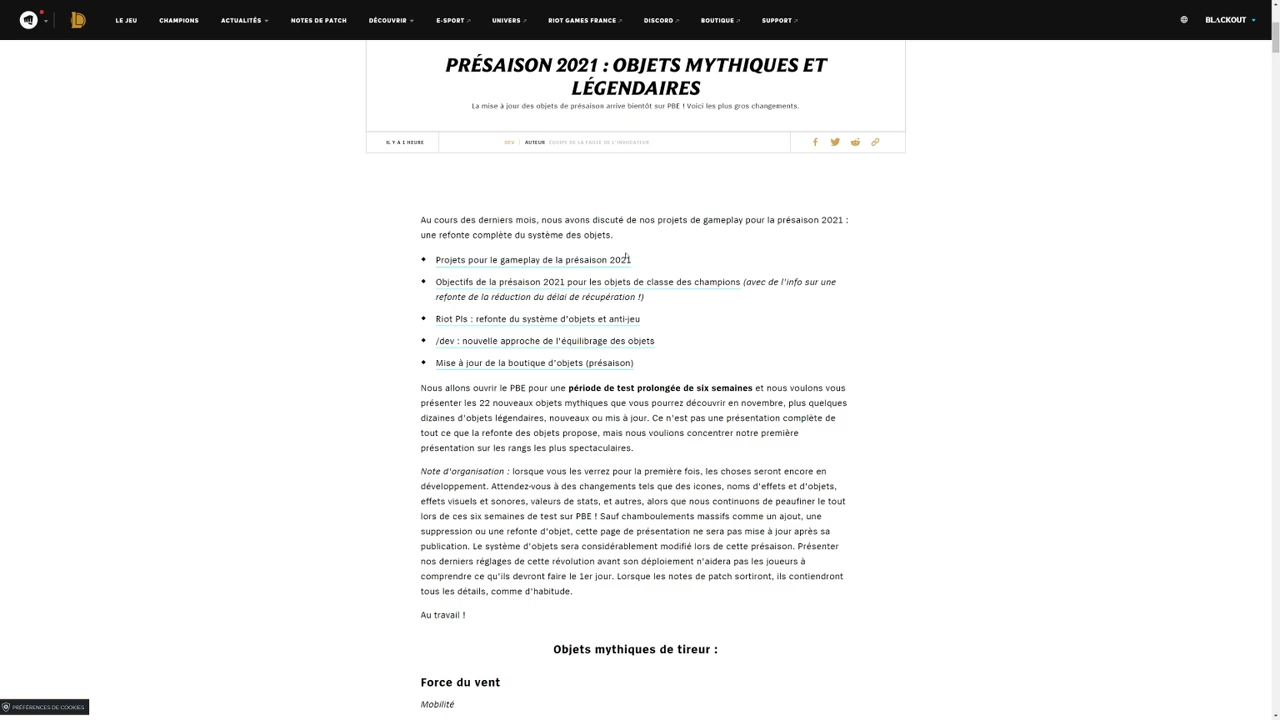 LE JEU CHAMPIONS ACTUALITÉS NOTES DE PATCH DÉCOUVRIR E-SPORT UNIVERS RIOT GAMES FRANCE DISCORD BOUTIQUE SUPPORT BLACKOUT
PRÉSAISON 2021 : OBJETS MYTHIQUES ET
LÉGENDAIRES
La mise à jour des objets de présaison arrive bientôt sur PBE ! Voici les plus gros changements.
IL Y A 1 HEURE DEV AUTEUR ÉQUIPE DE LA FAILLE DE L'INVOCATEUR
Au cours des derniers mois, nous avons discuté de nos projets de gameplay pour la présaison 2021 :
une refonte complète du système des objets.
Projets pour le gameplay de la présaison 2021
Objectifs de la présaison 2021 pour les objets de classe des champions (avec de l'info sur une
refonte de la réduction du délai de récupération !)
Riot Pls : refonte du système d'objets et anti-jeu
/dev : nouvelle approche de l'équilibrage des objets
Mise à jour de la boutique d'objets (présaison)
Nous allons ouvrir le PBE pour une période de test prolongée de six semaines et nous voulons vous
présenter les 22 nouveaux objets mythiques que vous pourrez découvrir en novembre, plus quelques
dizaines d'objets légendaires, nouveaux ou mis à jour. Ce n'est pas une présentation complète de
tout ce que la refonte des objets propose, mais nous voulions concentrer notre première
présentation sur les rangs les plus spectaculaires.
Note d'organisation : lorsque vous les verrez pour la première fois, les choses seront encore en
développement. Attendez-vous à des changements tels que des icones, noms d'effets et d'objets,
effets visuels et sonores, valeurs de stats, et autres, alors que nous continuons de peaufiner le tout
lors de ces six semaines de test sur PBE ! Sauf chamboulements massifs comme un ajout, une
suppression ou une refonte d'objet, cette page de présentation ne sera pas mise à jour après sa
publication. Le système d'objets sera considérablement modifié lors de cette présaison. Présenter
nos derniers réglages de cette révolution avant son déploiement n'aidera pas les joueurs à
comprendre ce qu'ils devront faire le 1er jour. Lorsque les notes de patch sortiront, ils contiendront
tous les détails, comme d'habitude.
Au travail !
Objets mythiques de tireur :
Force du vent
Mobilité
PRÉFÉRENCES DE COOKIES